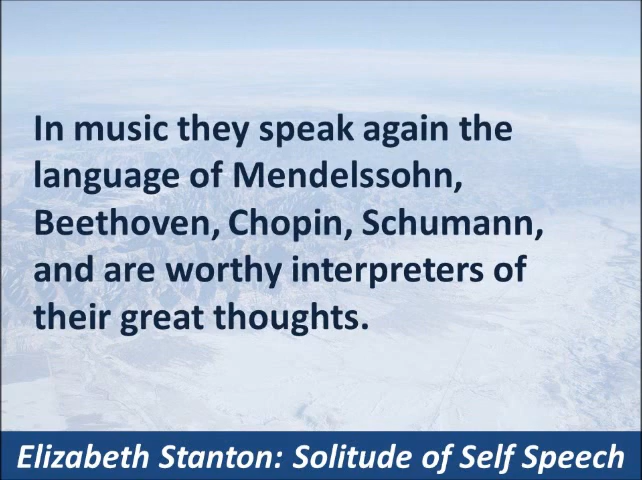 In music they speak again the
language of Mendelssohn,
Beethoven, Chopin, Schumann,
and are worthy interpreters of
their great thoughts.
Elizabeth Stanton: Solitude of Self Speech